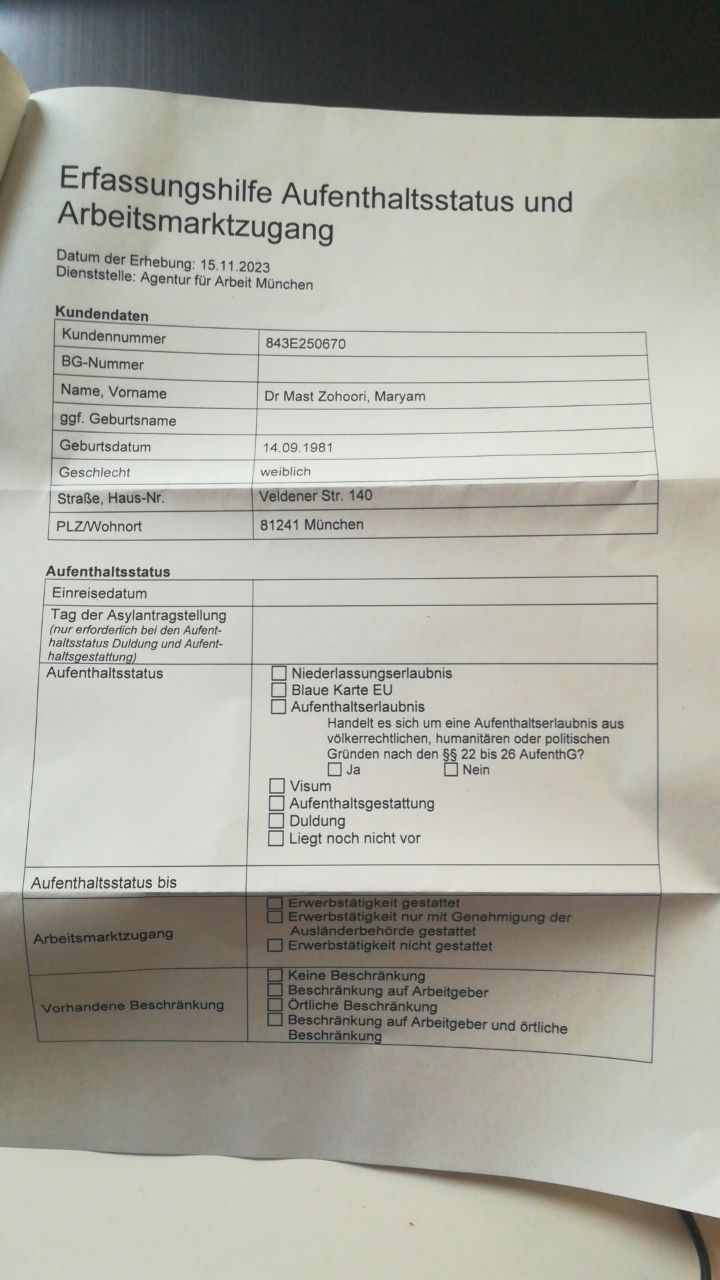 Erfassungshilfe Aufenthaltsstatus und
Arbeitsmarktzugang
Datum der Erhebung: 15.11.2023
Dienststelle: Agentur für Arbeit München
Kundendaten
Kundennummer 843E250670
BG-Nummer
Name, Vorname Dr Mast Zohoori, Maryam
ggf. Geburtsname
Geburtsdatum 14.09.1981
Geschlecht weiblich
Straße, Haus-Nr. Veldener Str. 140
PLZ/Wohnort 81241 München
Aufenthaltsstatus
Einreisedatum
Tag der Asylantragstellung
(nur erforderlich bei den Aufent-
haltsstatus Duldung und Aufent-
haltsgestattung)
Aufenthaltsstatus
Niederlassungserlaubnis
Blaue Karte EU
Aufenthaltserlaubnis
Handelt es sich um eine Aufenthaltserlaubnis aus
völkerrechtlichen, humanitären oder politischen
Gründen nach den §§ 22 bis 26 AufenthG?
Ja Nein
Visum
Aufenthaltsgestattung
Duldung
Liegt noch nicht vor
Aufenthaltsstatus bis
Arbeitsmarktzugang
Erwerbstätigkeit gestattet
Erwerbstätigkeit nur mit Genehmigung der
Ausländerbehörde gestattet
Erwerbstätigkeit nicht gestattet
Vorhandene Beschränkung
Keine Beschränkung
Beschränkung auf Arbeitgeber
Örtliche Beschränkung
Beschränkung auf Arbeitgeber und örtliche
Beschränkung